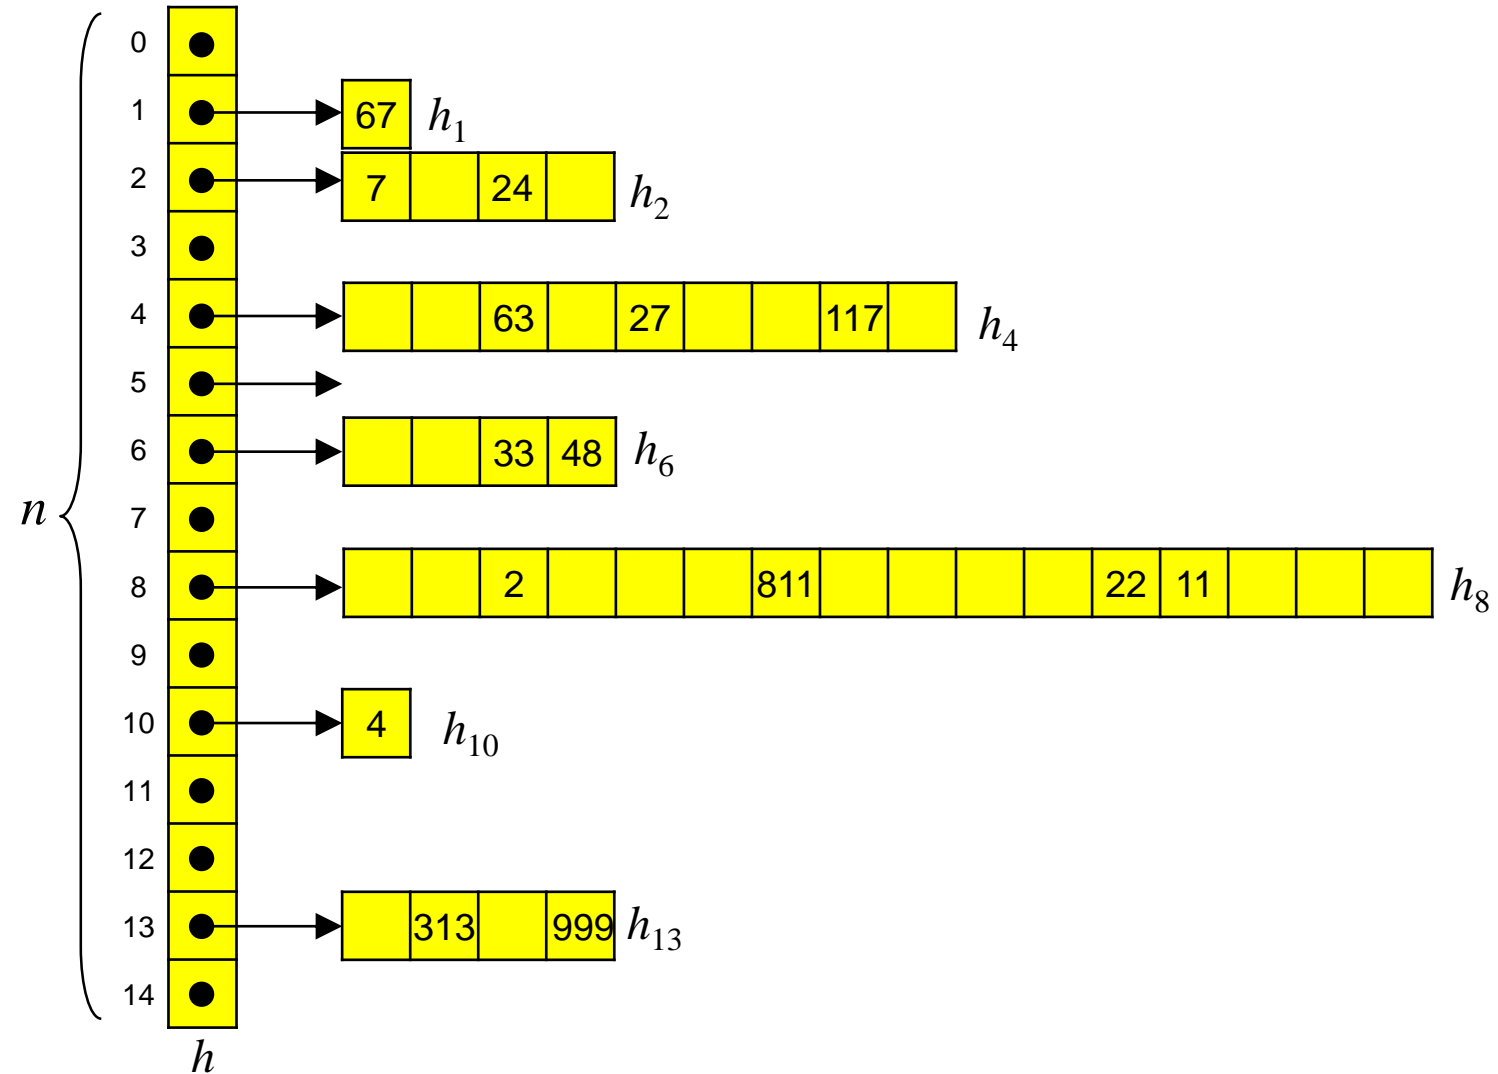 0
1 67 h₁
2 7 24 h₂
3
4 63 27 117 h₄
5
6 33 48 h₆
n
7
8 2 811 22 11 h₈
9
10 4 h₁₀
11
12
13 313 999 h₁₃
14
h